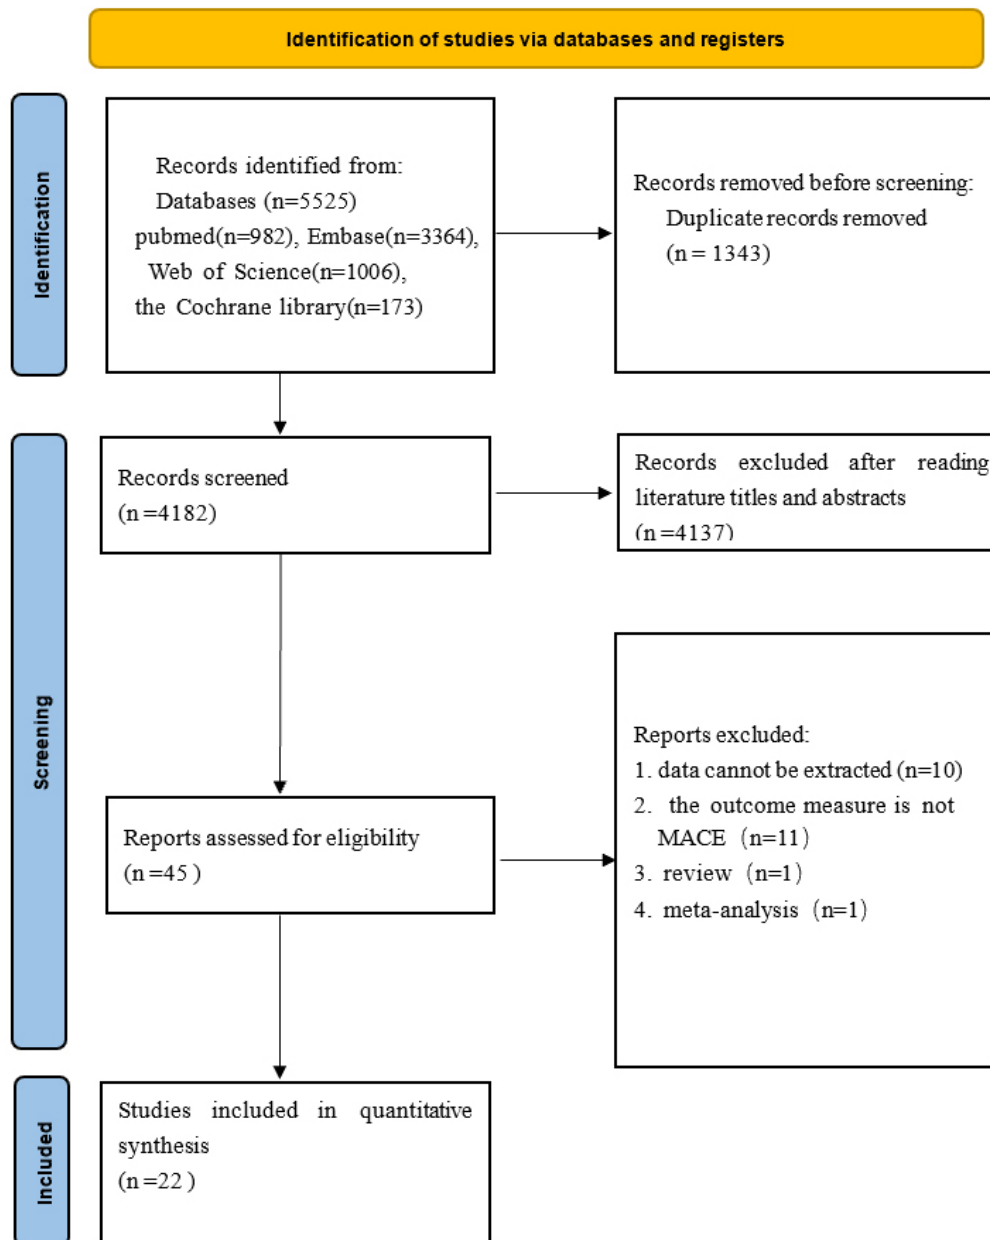 Identification of studies via databases and registers
Identification
Records identified from:
Databases (n=5525)
pubmed(n=982), Embase(n=3364),
Web of Science(n=1006),
the Cochrane library(n=173)
Records removed before screening:
Duplicate records removed
(n = 1343)
Screening
Records screened
(n =4182)
Records excluded after reading
literature titles and abstracts
(n =4137)
Reports assessed for eligibility
(n =45 )
Reports excluded:
1. data cannot be extracted (n=10)
2. the outcome measure is not
MACE (n=11)
3. review (n=1)
4. meta-analysis (n=1)
Included
Studies included in quantitative
synthesis
(n =22 )